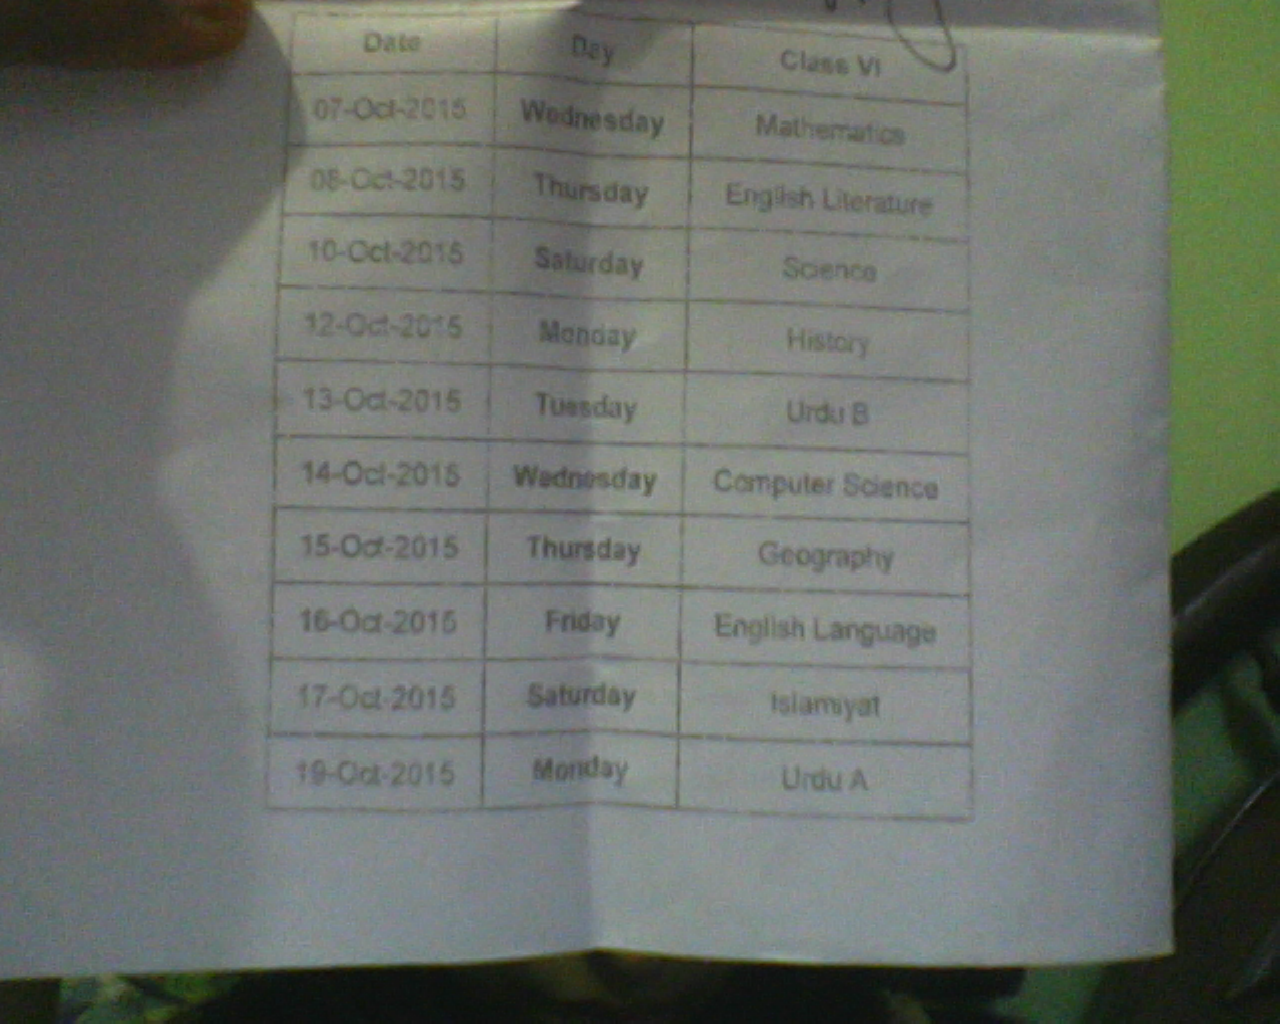 Date Day Class VI
07-Oct-2015 Wednesday Mathematics
08-Oct-2015 Thursday English Literature
10-Oct-2015 Saturday Science
12-Oct-2015 Monday History
13-Oct-2015 Tuesday Urdu B
14-Oct-2015 Wednesday Computer Science
15-Oct-2015 Thursday Geography
16-Oct-2015 Friday English Language
17-Oct-2015 Saturday Islamiyat
19-Oct-2015 Monday Urdu A